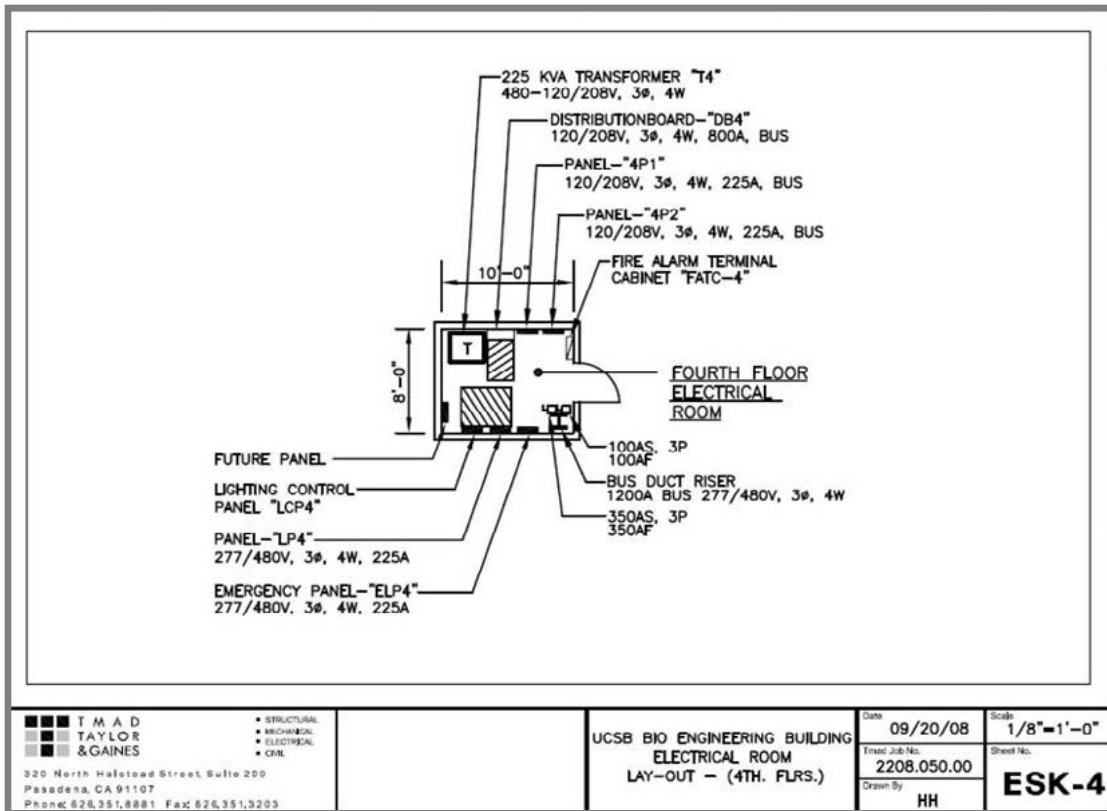 225 KVA TRANSFORMER "T4"
480-120/208V, 3ø, 4W
DISTRIBUTIONBOARD-"DB4"
120/208V, 3ø, 4W, 800A, BUS
PANEL-"4P1"
120/208V, 3ø, 4W, 225A, BUS
PANEL-"4P2"
120/208V, 3ø, 4W, 225A, BUS
FIRE ALARM TERMINAL
CABINET "FATC-4"
10'-0"
8'-0"
T
FOURTH FLOOR
ELECTRICAL
ROOM
100AS, 3P
100AF
BUS DUCT RISER
1200A BUS 277/480V, 3ø, 4W
350AS, 3P
350AF
FUTURE PANEL
LIGHTING CONTROL
PANEL "LCP4"
PANEL-"LP4"
277/480V, 3ø, 4W, 225A
EMERGENCY PANEL-"ELP4"
277/480V, 3ø, 4W, 225A
TMAD
TAYLOR
&GAINES
STRUCTURAL
MECHANICAL
ELECTRICAL
CIVIL
320 North Halstead Street, Suite 200
Pasadena, CA 91107
Phone: 626.351.8881 Fax: 626.351.3203
UCSB BIO ENGINEERING BUILDING
ELECTRICAL ROOM
LAY-OUT - (4TH. FLRS.)
Date
09/20/08
Scale
1/8"=1'-0"
Tmad Job No.
2208.050.00
Sheet No.
ESK-4
Drawn By
HH